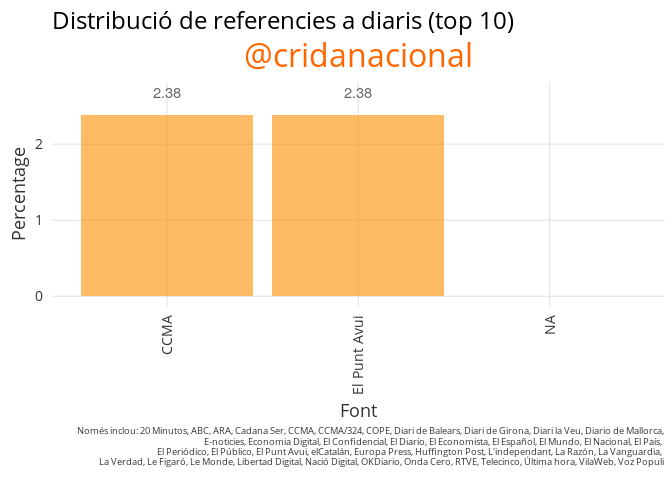 Distribució de referencies a diaris (top 10)
@cridanacional
2.38
2.38
Percentage
2
1
0
CCMA
El Punt Avui
NA
Font
Només inclou: 20 Minutos, ABC, ARA, Cadana Ser, CCMA, CCMA/324, COPE, Diari de Balears, Diari de Girona, Diari la Veu, Diario de Mallorca,
E-noticies, Economia Digital, El Confidencial, El Diario, El Economista, El Español, El Mundo, El Nacional, El País,
El Periódico, El Público, El Punt Avui, elCatalán, Europa Press, Huffington Post, L'independant, La Razón, La Vanguardia,
La Verdad, Le Figaró, Le Monde, Libertad Digital, Nació Digital, OKDiario, Onda Cero, RTVE, Telecinco, Última hora, VilaWeb, Voz Populi